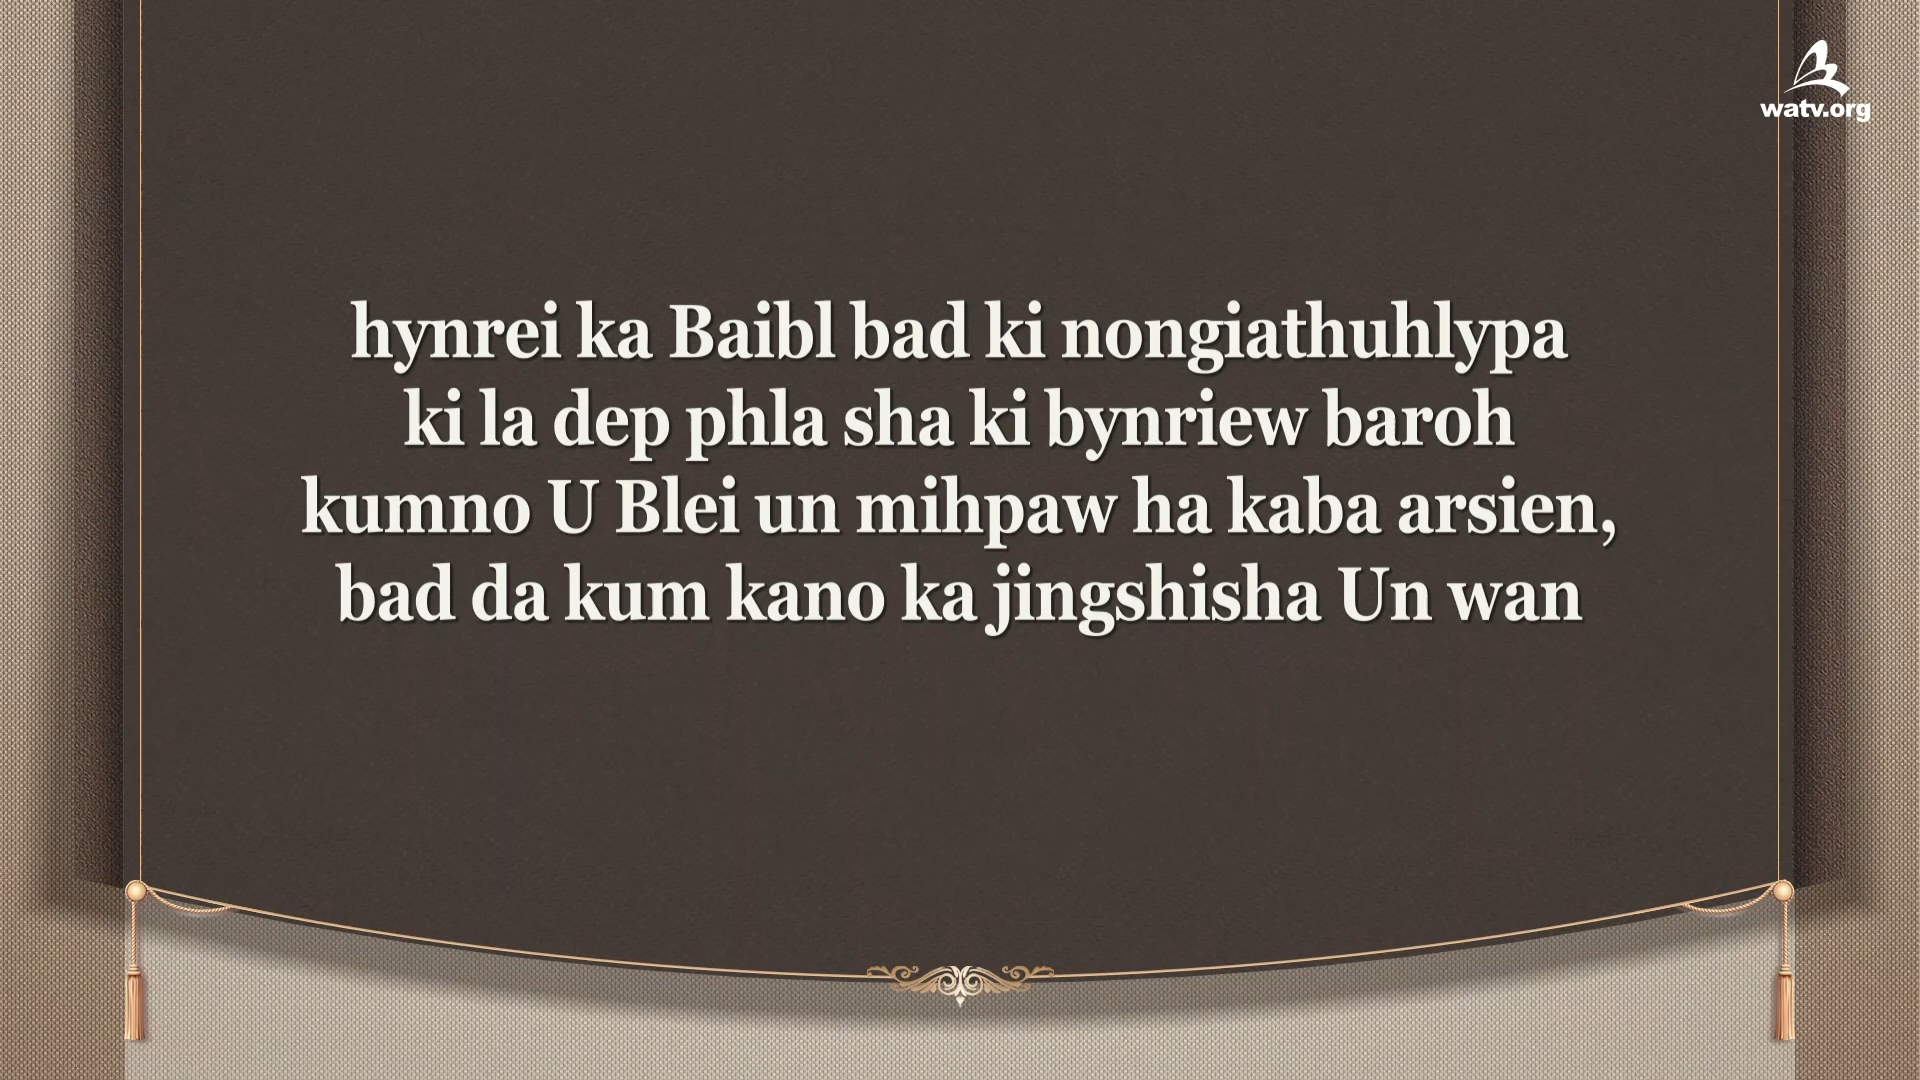 watv.org
hynrei ka Baibl bad ki nongiathuhlypa
ki la dep phla sha ki bynriew baroh
kumno U Blei un mihpaw ha kaba arsien,
bad da kum kano ka jingshisha Un wan